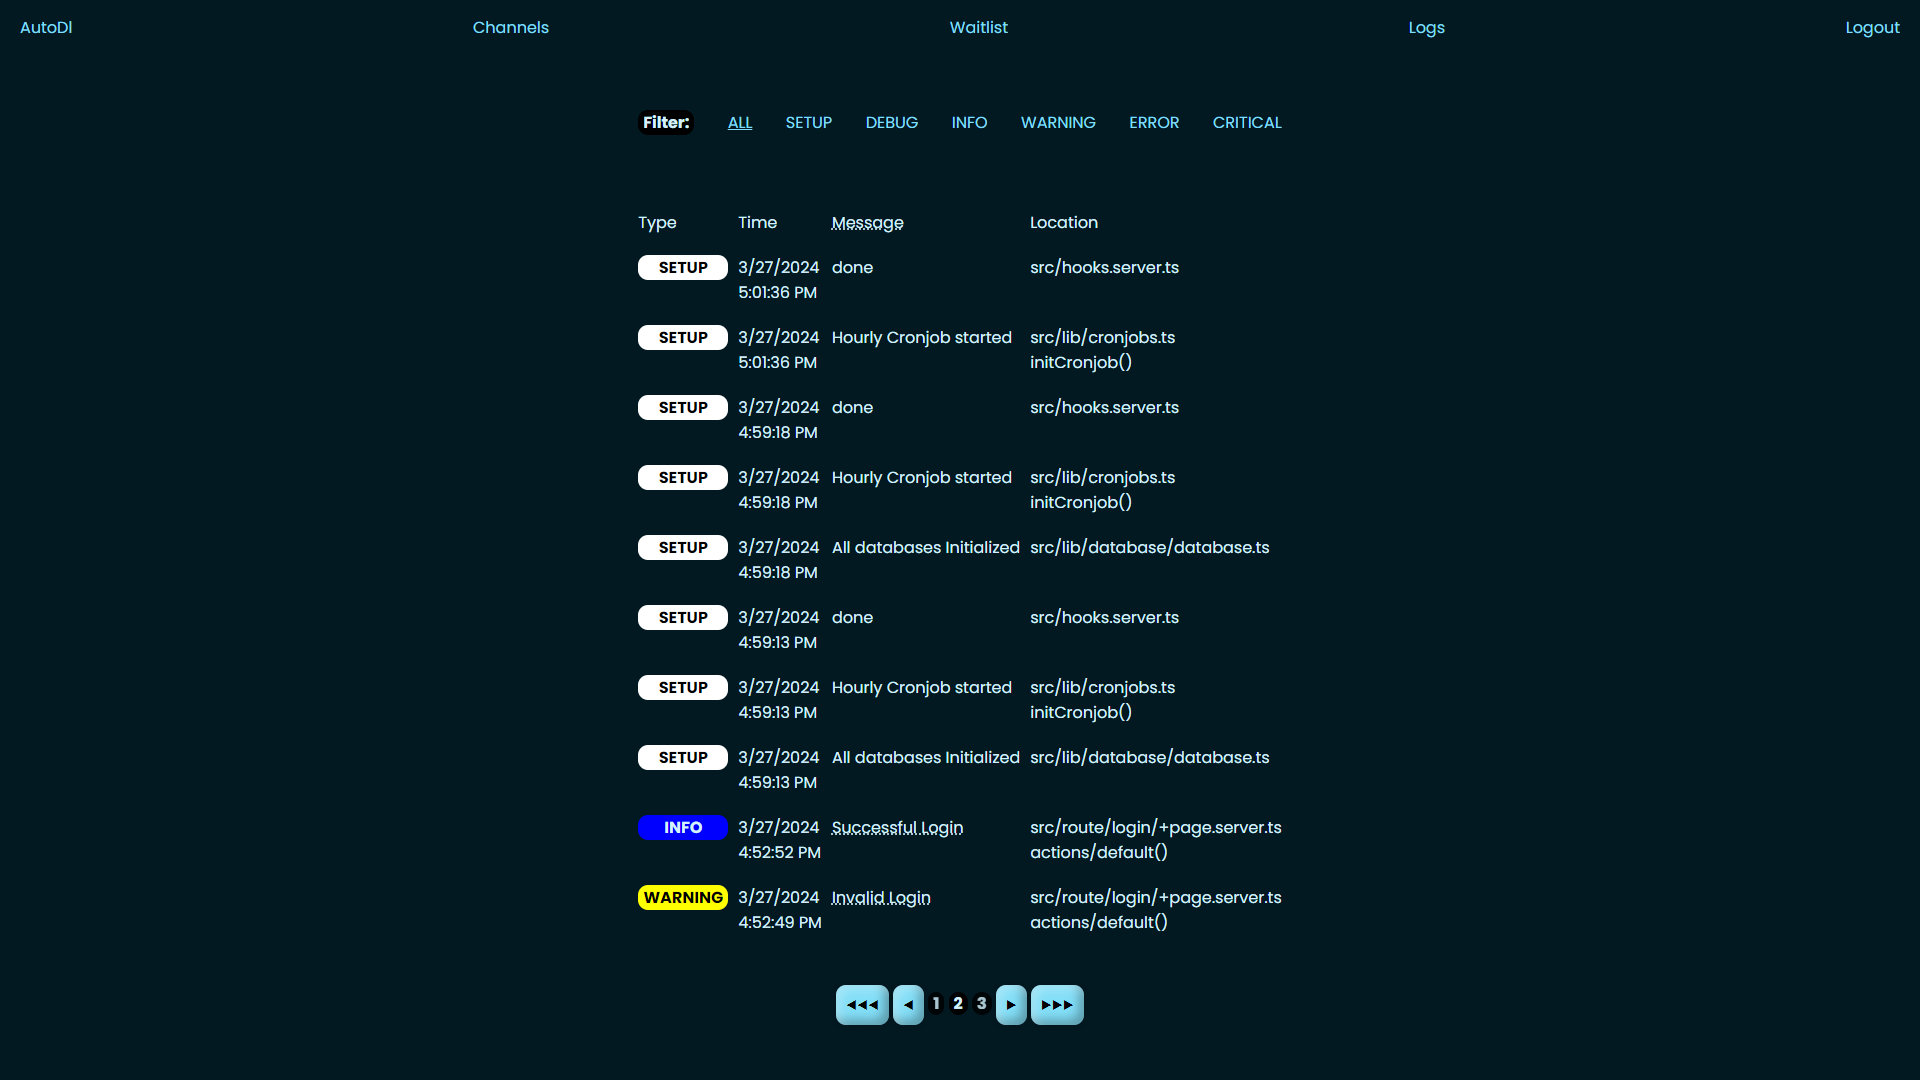 AutoDl Channels Waitlist Logs Logout
Filter: ALL SETUP DEBUG INFO WARNING ERROR CRITICAL
Type Time Message Location
SETUP 3/27/2024 done src/hooks.server.ts
5:01:36 PM
SETUP 3/27/2024 Hourly Cronjob started src/lib/cronjobs.ts
5:01:36 PM initCronjob()
SETUP 3/27/2024 done src/hooks.server.ts
4:59:18 PM
SETUP 3/27/2024 Hourly Cronjob started src/lib/cronjobs.ts
4:59:18 PM initCronjob()
SETUP 3/27/2024 All databases Initialized src/lib/database/database.ts
4:59:18 PM
SETUP 3/27/2024 done src/hooks.server.ts
4:59:13 PM
SETUP 3/27/2024 Hourly Cronjob started src/lib/cronjobs.ts
4:59:13 PM initCronjob()
SETUP 3/27/2024 All databases Initialized src/lib/database/database.ts
4:59:13 PM
INFO 3/27/2024 Successful Login src/route/login/+page.server.ts
4:52:52 PM actions/default()
WARNING 3/27/2024 Invalid Login src/route/login/+page.server.ts
4:52:49 PM actions/default()
◄◄◄ ◄ 1 2 3 ► ►►►